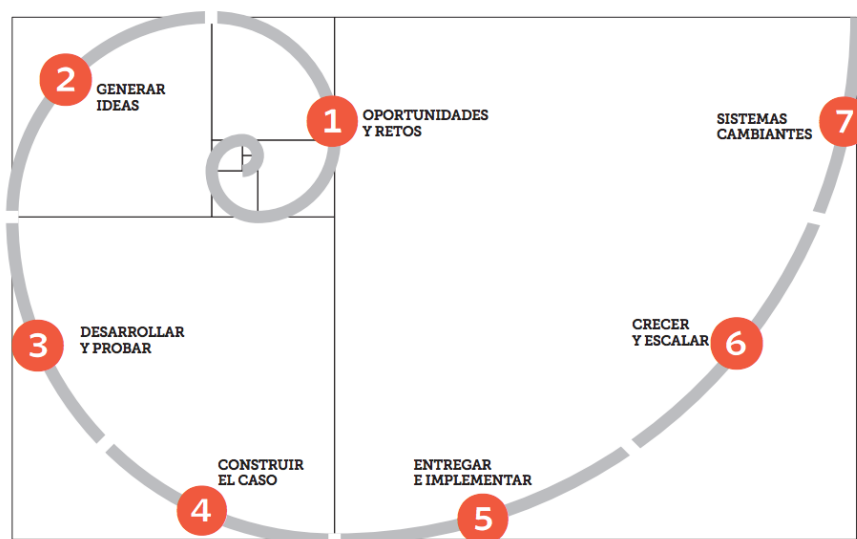 1
OPORTUNIDADES
Y RETOS
2
GENERAR
IDEAS
3
DESARROLLAR
Y PROBAR
4
CONSTRUIR
EL CASO
5
ENTREGAR
E IMPLEMENTAR
6
CRECER
Y ESCALAR
7
SISTEMAS
CAMBIANTES